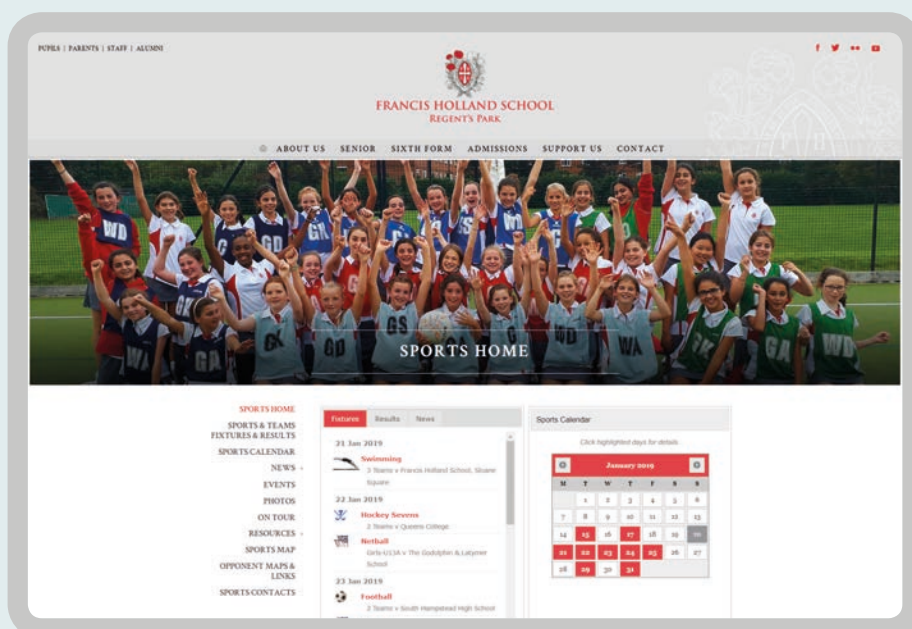 PUPILS | PARENTS | STAFF | ALUMNI
FRANCIS HOLLAND SCHOOL
REGENT'S PARK
ABOUT US SENIOR SIXTH FORM ADMISSIONS SUPPORT US CONTACT
WD GD GK WD
GK GD GS G WD WA GK WD
WA GA
SPORTS HOME
SPORTS HOME
SPORTS & TEAMS
FIXTURES & RESULTS
SPORTS CALENDAR
NEWS
EVENTS
PHOTOS
ON TOUR
RESOURCES
SPORTS MAP
OPPONENT MAPS &
LINKS
SPORTS CONTACTS
Fixtures Results News
21 Jan 2019
Swimming
3 Teams v Francis Holland School, Sloane
Square
22 Jan 2019
Hockey Sevens
2 Teams v Queens College
Netball
Girls-U13A v The Godolphin & Latymer
School
23 Jan 2019
Football
2 Teams v South Hampstead High School
Sports Calendar
Click highlighted days for details
January 2019
M T W T F S S
1 2 3 4 5 6
7 8 9 10 11 12 13
14 15 16 17 18 19 20
21 22 23 24 25 26 27
28 29 30 31